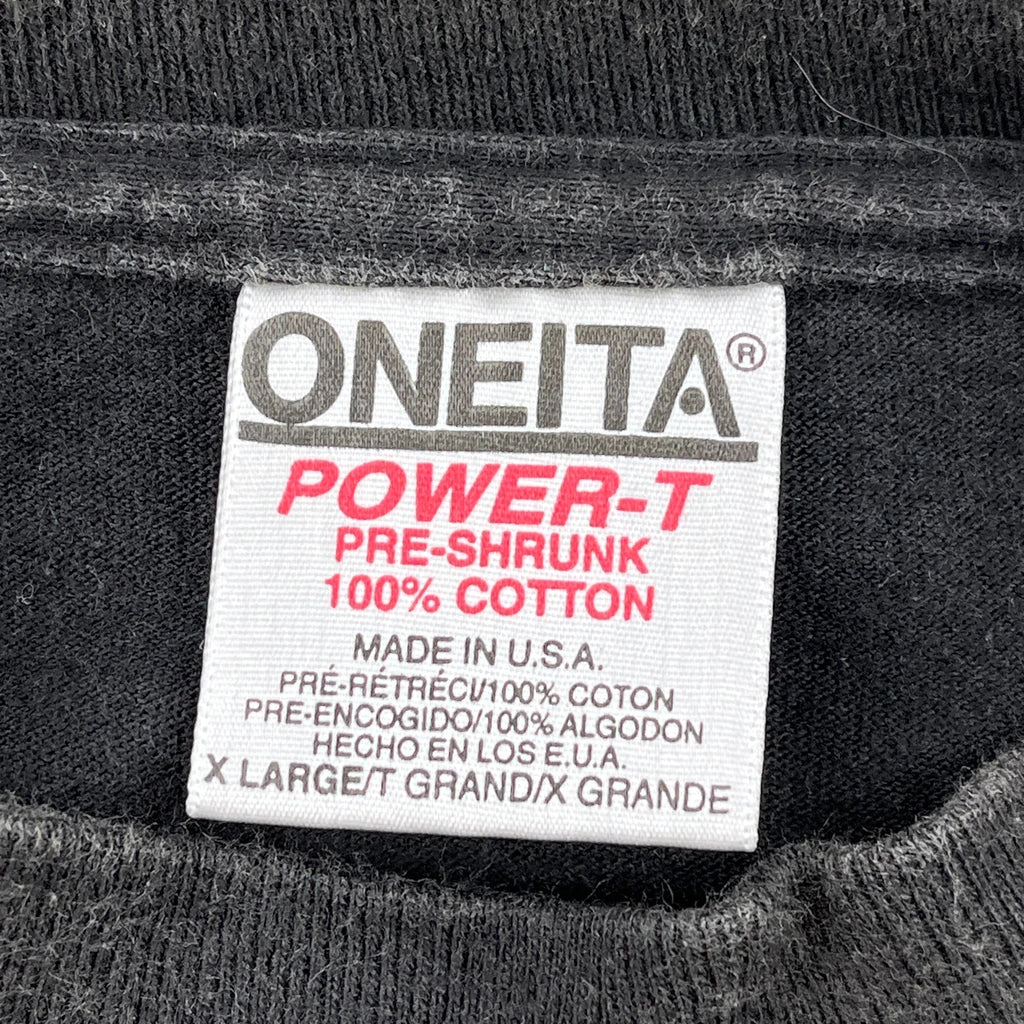 ONEITA®
POWER-T
PRE-SHRUNK
100% COTTON
MADE IN U.S.A.
PRÉ-RÉTRÉCI/100% COTON
PRE-ENCOGIDO/100% ALGODON
HECHO EN LOS E.U.A.
X LARGE/T GRAND/X GRANDE